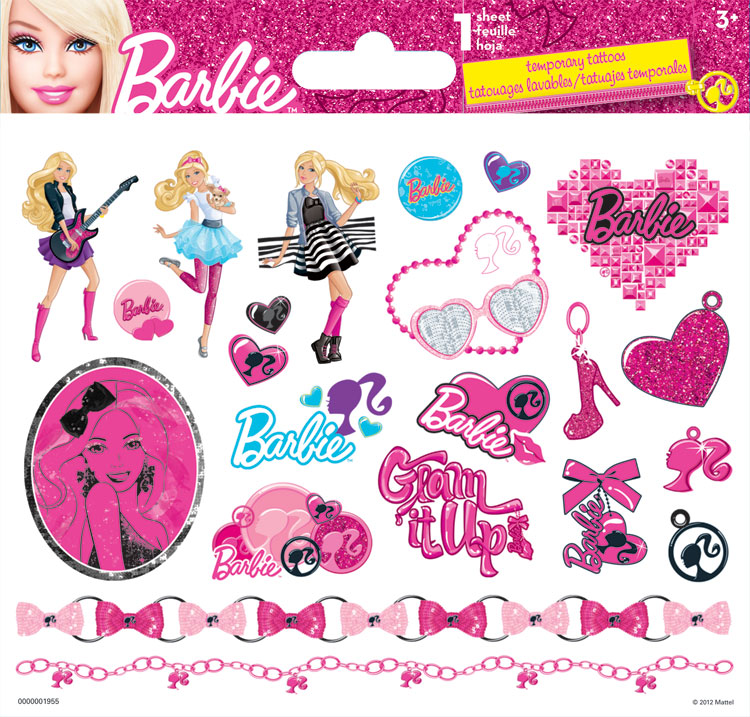 Barbie™
1 sheet
feuille
hoja
temporary tattoos
tatouages lavables/tatuajes temporales
3+
Barbie
Barbie
Barbie
Barbie
Barbie
Glam
it Up
Barbie
Barbie
Barbie
0000001955
© 2012 Mattel